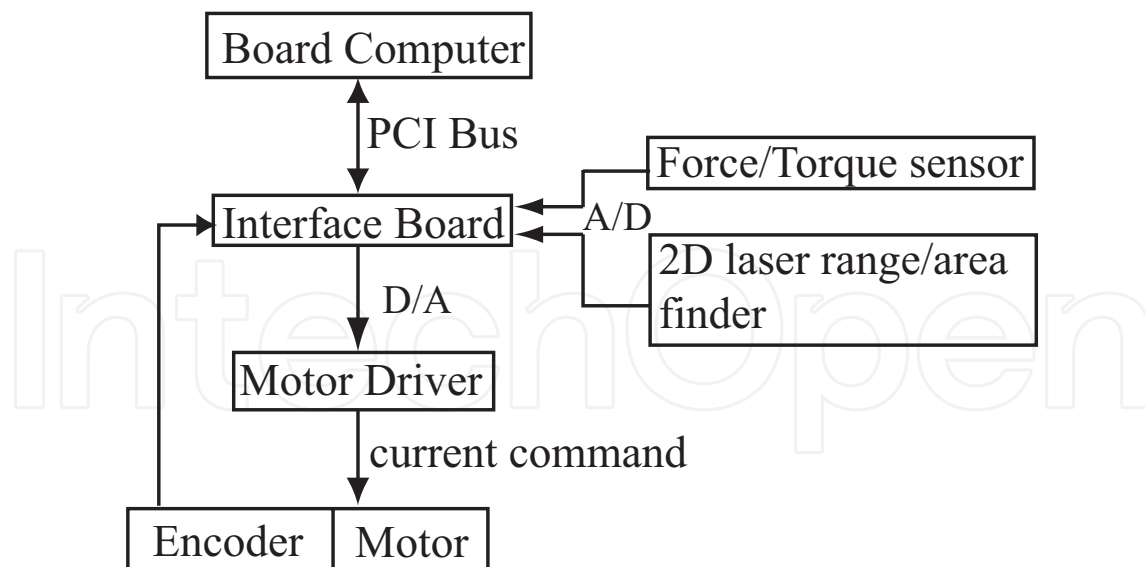 Board Computer
PCI Bus
Force/Torque sensor
Interface Board
A/D
2D laser range/area
finder
D/A
Motor Driver
current command
Encoder
Motor
IntechOpen